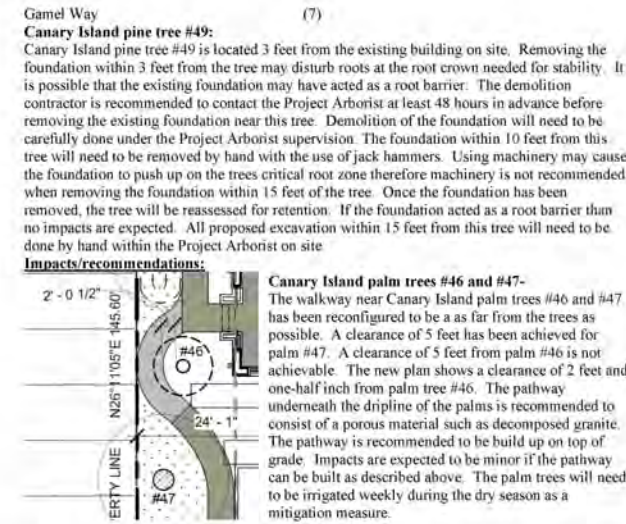 Gamel Way (7)
Canary Island pine tree #49:
Canary Island pine tree #49 is located 3 feet from the existing building on site. Removing the
foundation within 3 feet from the tree may disturb roots at the root crown needed for stability. It
is possible that the existing foundation may have acted as a root barrier. The demolition
contractor is recommended to contact the Project Arborist at least 48 hours in advance before
removing the existing foundation near this tree. Demolition of the foundation will need to be
carefully done under the Project Arborist supervision. The foundation within 10 feet from this
tree will need to be removed by hand with the use of jack hammers. Using machinery may cause
the foundation to push up on the trees critical root zone therefore machinery is not recommended
when removing the foundation within 15 feet of the tree. Once the foundation has been
removed, the tree will be reassessed for retention. If the foundation acted as a root barrier than
no impacts are expected. All proposed excavation within 15 feet from this tree will need to be
done by hand within the Project Arborist on site.
Impacts/recommendations:
Canary Island palm trees #46 and #47-
The walkway near Canary Island palm trees #46 and #47
has been reconfigured to be a as far from the trees as
possible. A clearance of 5 feet has been achieved for
palm #47. A clearance of 5 feet from palm #46 is not
achievable. The new plan shows a clearance of 2 feet and
one-half inch from palm tree #46. The pathway
underneath the dripline of the palms is recommended to
consist of a porous material such as decomposed granite.
The pathway is recommended to be build up on top of
grade. Impacts are expected to be minor if the pathway
can be built as described above. The palm trees will need
to be irrigated weekly during the dry season as a
mitigation measure.
2' - 0 1/2"
N26°11'05"E 145.60'
#46
24' - 1"
ERTY LINE
#47